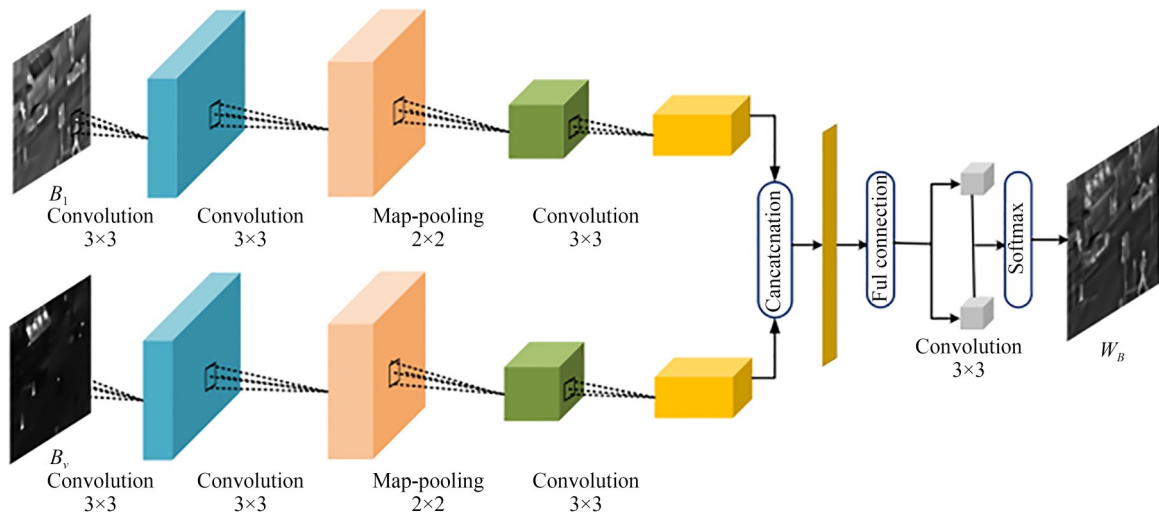 B1
Convolution
3×3
Convolution
3×3
Map-pooling
2×2
Convolution
3×3
Cancatcnation
Ful connection
Softmax
Convolution
3×3
WB
Bv
Convolution
3×3
Convolution
3×3
Map-pooling
2×2
Convolution
3×3